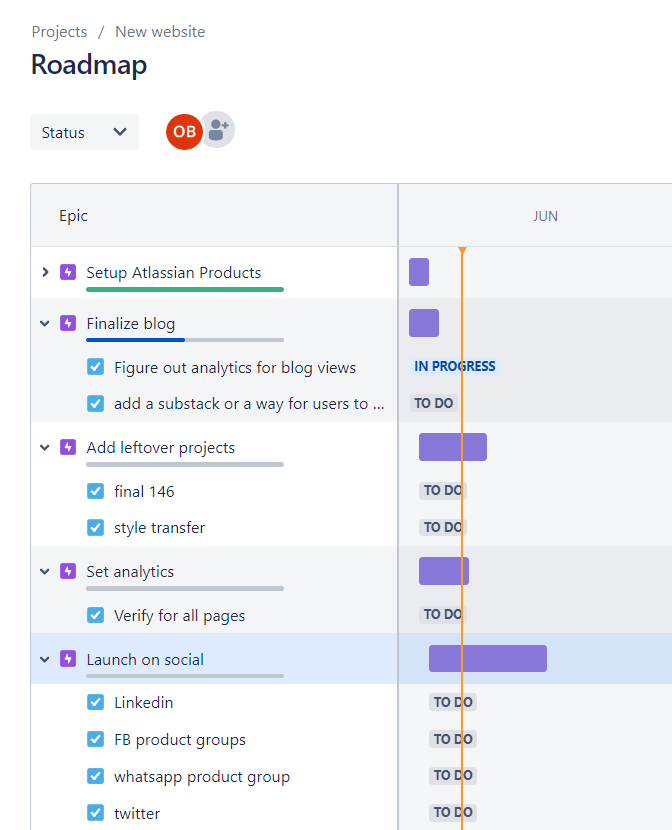 Projects / New website
Roadmap
Status
OB
Epic JUN
Setup Atlassian Products
Finalize blog
Figure out analytics for blog views IN PROGRESS
add a substack or a way for users to ... TO DO
Add leftover projects
final 146 TO DO
style transfer TO DO
Set analytics
Verify for all pages TO DO
Launch on social
Linkedin TO DO
FB product groups TO DO
whatsapp product group TO DO
twitter TO DO